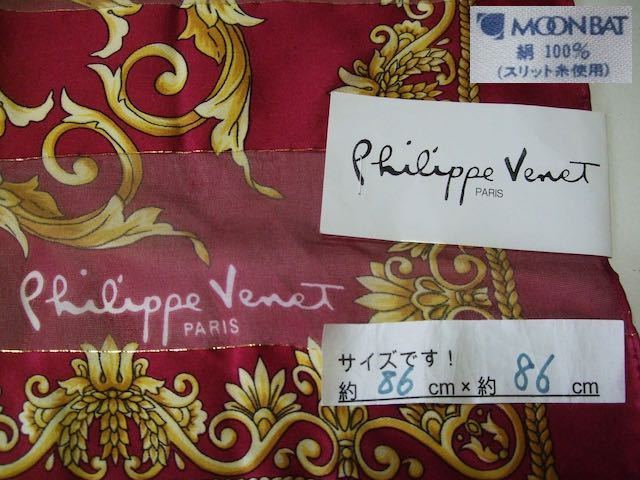 MOONBAT
絹 100%
(スリット糸使用)
Philippe Venet
PARIS
Philippe Venet
PARIS
サイズです!
約 86 cm×約 86 cm